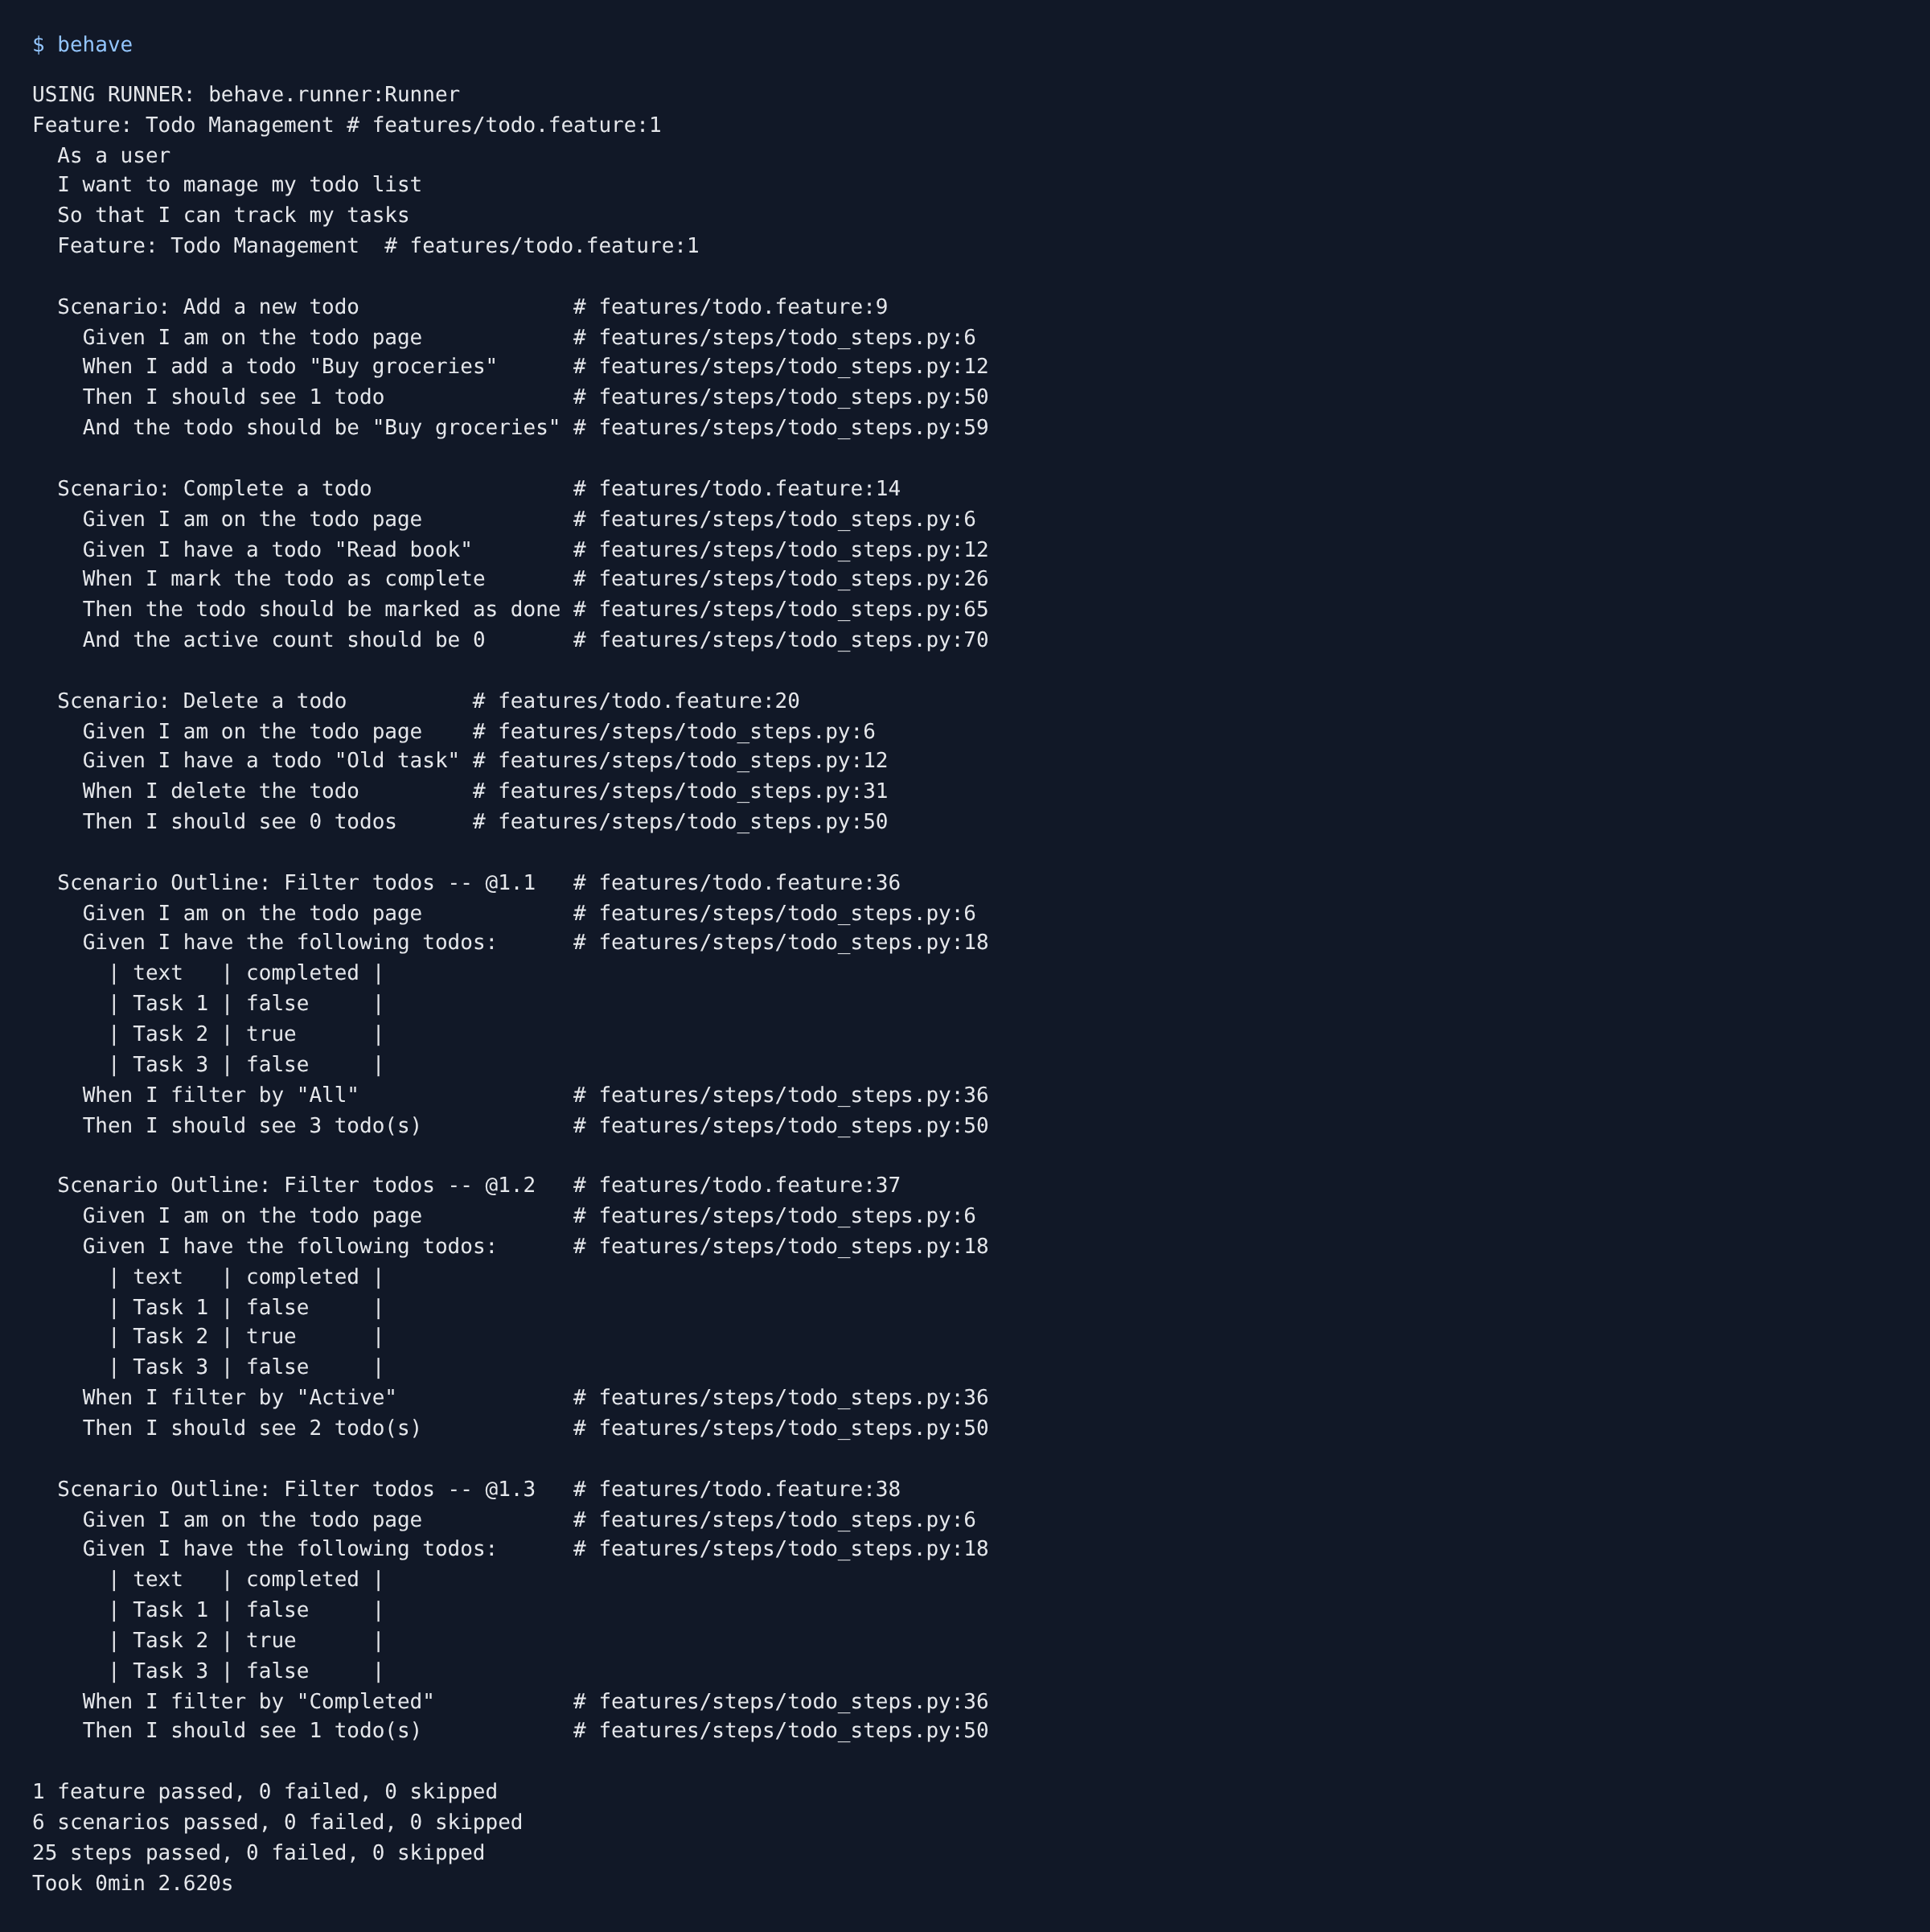 $ behave
USING RUNNER: behave.runner:Runner
Feature: Todo Management # features/todo.feature:1
  As a user
  I want to manage my todo list
  So that I can track my tasks
  Feature: Todo Management  # features/todo.feature:1

  Scenario: Add a new todo                 # features/todo.feature:9
    Given I am on the todo page            # features/steps/todo_steps.py:6
    When I add a todo "Buy groceries"      # features/steps/todo_steps.py:12
    Then I should see 1 todo               # features/steps/todo_steps.py:50
    And the todo should be "Buy groceries" # features/steps/todo_steps.py:59

  Scenario: Complete a todo                # features/todo.feature:14
    Given I am on the todo page            # features/steps/todo_steps.py:6
    Given I have a todo "Read book"        # features/steps/todo_steps.py:12
    When I mark the todo as complete       # features/steps/todo_steps.py:26
    Then the todo should be marked as done # features/steps/todo_steps.py:65
    And the active count should be 0       # features/steps/todo_steps.py:70

  Scenario: Delete a todo          # features/todo.feature:20
    Given I am on the todo page    # features/steps/todo_steps.py:6
    Given I have a todo "Old task" # features/steps/todo_steps.py:12
    When I delete the todo         # features/steps/todo_steps.py:31
    Then I should see 0 todos      # features/steps/todo_steps.py:50

  Scenario Outline: Filter todos -- @1.1   # features/todo.feature:36
    Given I am on the todo page            # features/steps/todo_steps.py:6
    Given I have the following todos:      # features/steps/todo_steps.py:18
      | text   | completed |
      | Task 1 | false     |
      | Task 2 | true      |
      | Task 3 | false     |
    When I filter by "All"                 # features/steps/todo_steps.py:36
    Then I should see 3 todo(s)            # features/steps/todo_steps.py:50

  Scenario Outline: Filter todos -- @1.2   # features/todo.feature:37
    Given I am on the todo page            # features/steps/todo_steps.py:6
    Given I have the following todos:      # features/steps/todo_steps.py:18
      | text   | completed |
      | Task 1 | false     |
      | Task 2 | true      |
      | Task 3 | false     |
    When I filter by "Active"              # features/steps/todo_steps.py:36
    Then I should see 2 todo(s)            # features/steps/todo_steps.py:50

  Scenario Outline: Filter todos -- @1.3   # features/todo.feature:38
    Given I am on the todo page            # features/steps/todo_steps.py:6
    Given I have the following todos:      # features/steps/todo_steps.py:18
      | text   | completed |
      | Task 1 | false     |
      | Task 2 | true      |
      | Task 3 | false     |
    When I filter by "Completed"           # features/steps/todo_steps.py:36
    Then I should see 1 todo(s)            # features/steps/todo_steps.py:50

1 feature passed, 0 failed, 0 skipped
6 scenarios passed, 0 failed, 0 skipped
25 steps passed, 0 failed, 0 skipped
Took 0min 2.620s